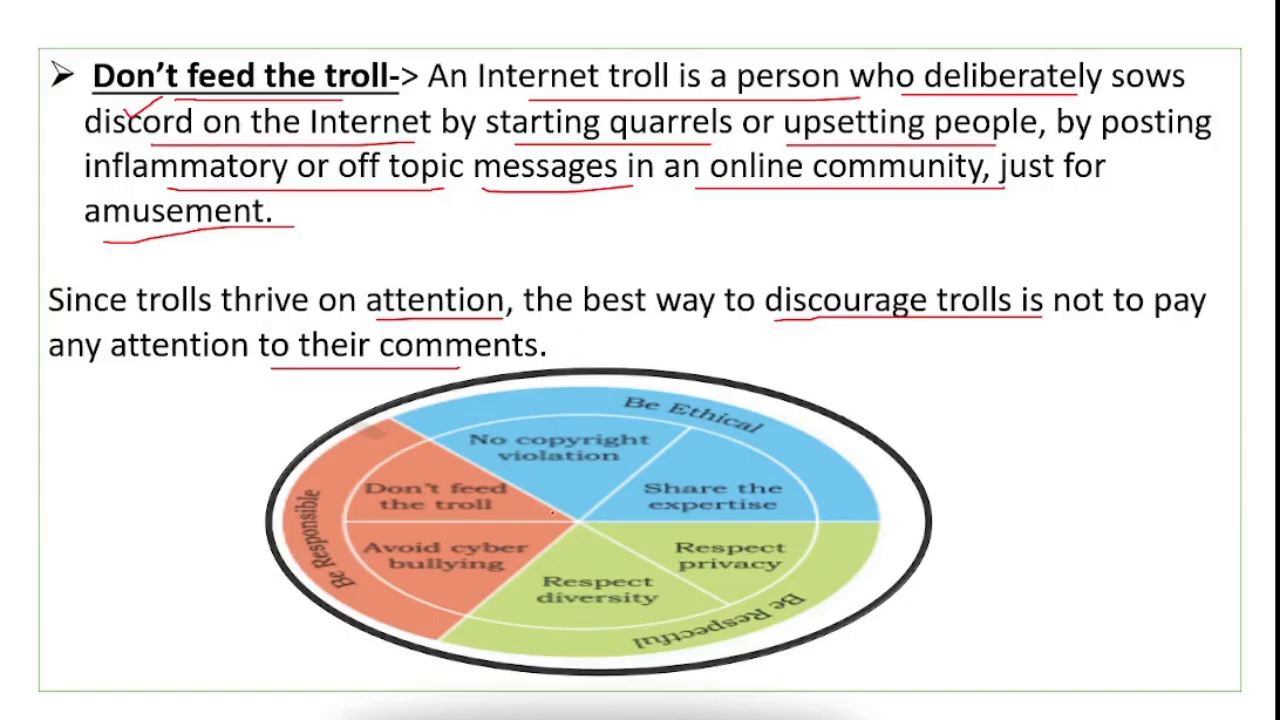 ➤ Don't feed the troll-> An Internet troll is a person who deliberately sows
discord on the Internet by starting quarrels or upsetting people, by posting
inflammatory or off topic messages in an online community, just for
amusement.
Since trolls thrive on attention, the best way to discourage trolls is not to pay
any attention to their comments.
Be Ethical
No copyright
violation
Share the
expertise
Be Responsible
Don't feed
the troll
Avoid cyber
bullying
Respect
privacy
Respect
diversity
Be Respectful